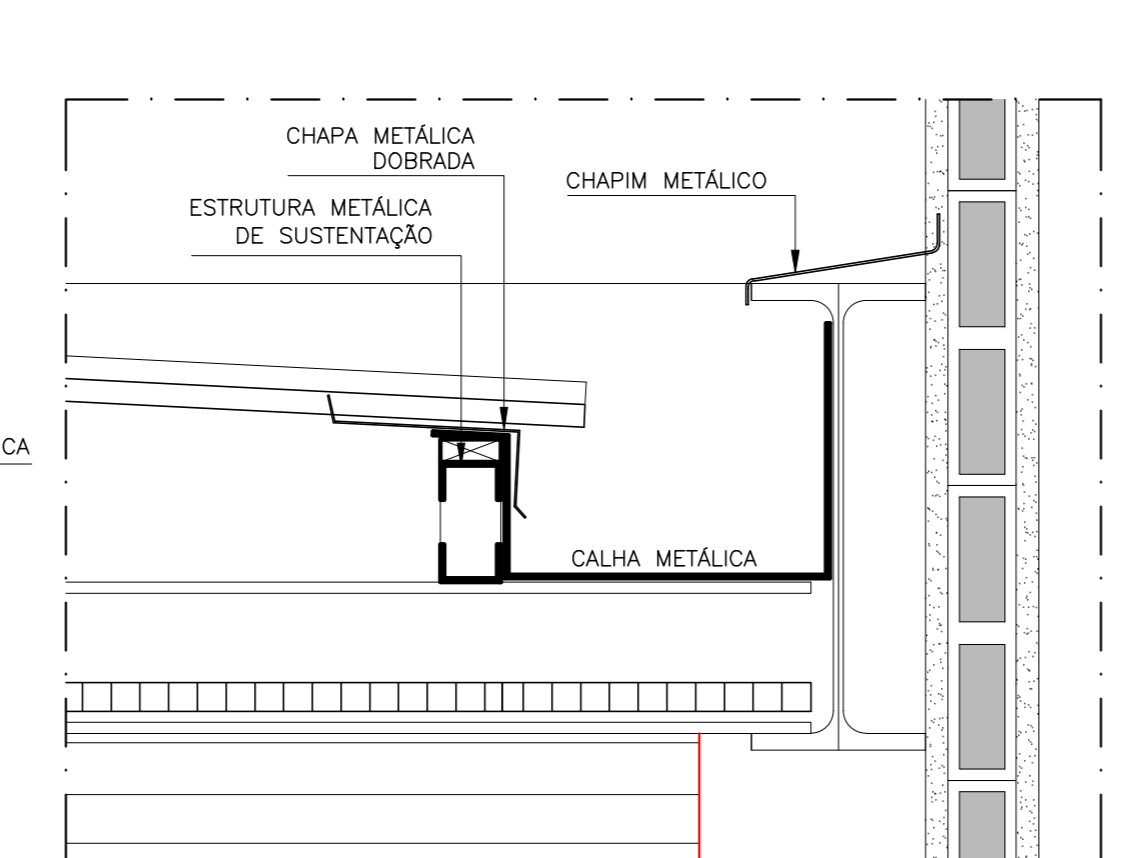 CHAPA METÁLICA
DOBRADA
CHAPIM METÁLICO
ESTRUTURA METÁLICA
DE SUSTENTAÇÃO
CA
CALHA METÁLICA